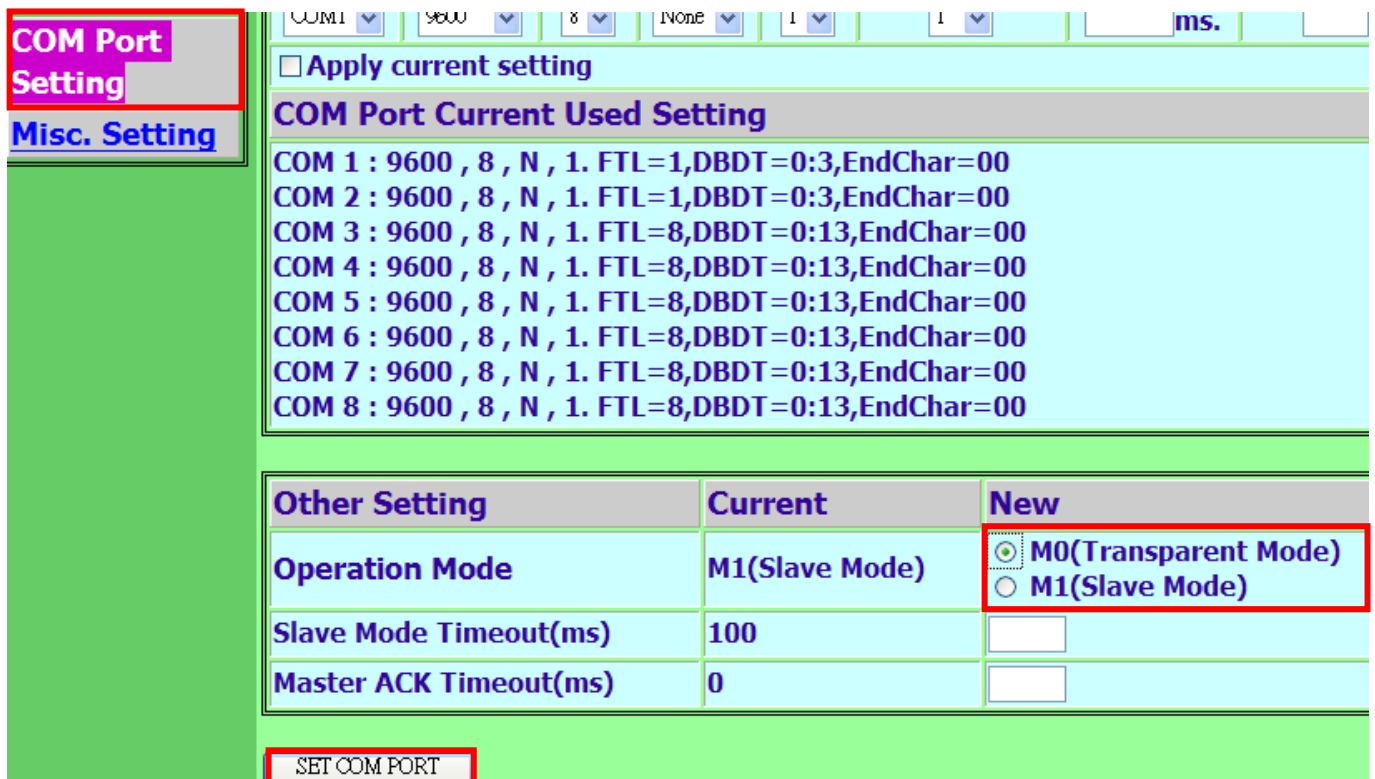 COM Port
Setting
Misc. Setting
COM1 9600 8 None 1 1 ms.
Apply current setting
COM Port Current Used Setting
COM 1 : 9600 , 8 , N , 1. FTL=1,DBDT=0:3,EndChar=00
COM 2 : 9600 , 8 , N , 1. FTL=1,DBDT=0:3,EndChar=00
COM 3 : 9600 , 8 , N , 1. FTL=8,DBDT=0:13,EndChar=00
COM 4 : 9600 , 8 , N , 1. FTL=8,DBDT=0:13,EndChar=00
COM 5 : 9600 , 8 , N , 1. FTL=8,DBDT=0:13,EndChar=00
COM 6 : 9600 , 8 , N , 1. FTL=8,DBDT=0:13,EndChar=00
COM 7 : 9600 , 8 , N , 1. FTL=8,DBDT=0:13,EndChar=00
COM 8 : 9600 , 8 , N , 1. FTL=8,DBDT=0:13,EndChar=00
Other Setting Current New
Operation Mode M1(Slave Mode) M0(Transparent Mode)
M1(Slave Mode)
Slave Mode Timeout(ms) 100
Master ACK Timeout(ms) 0
SET COM PORT